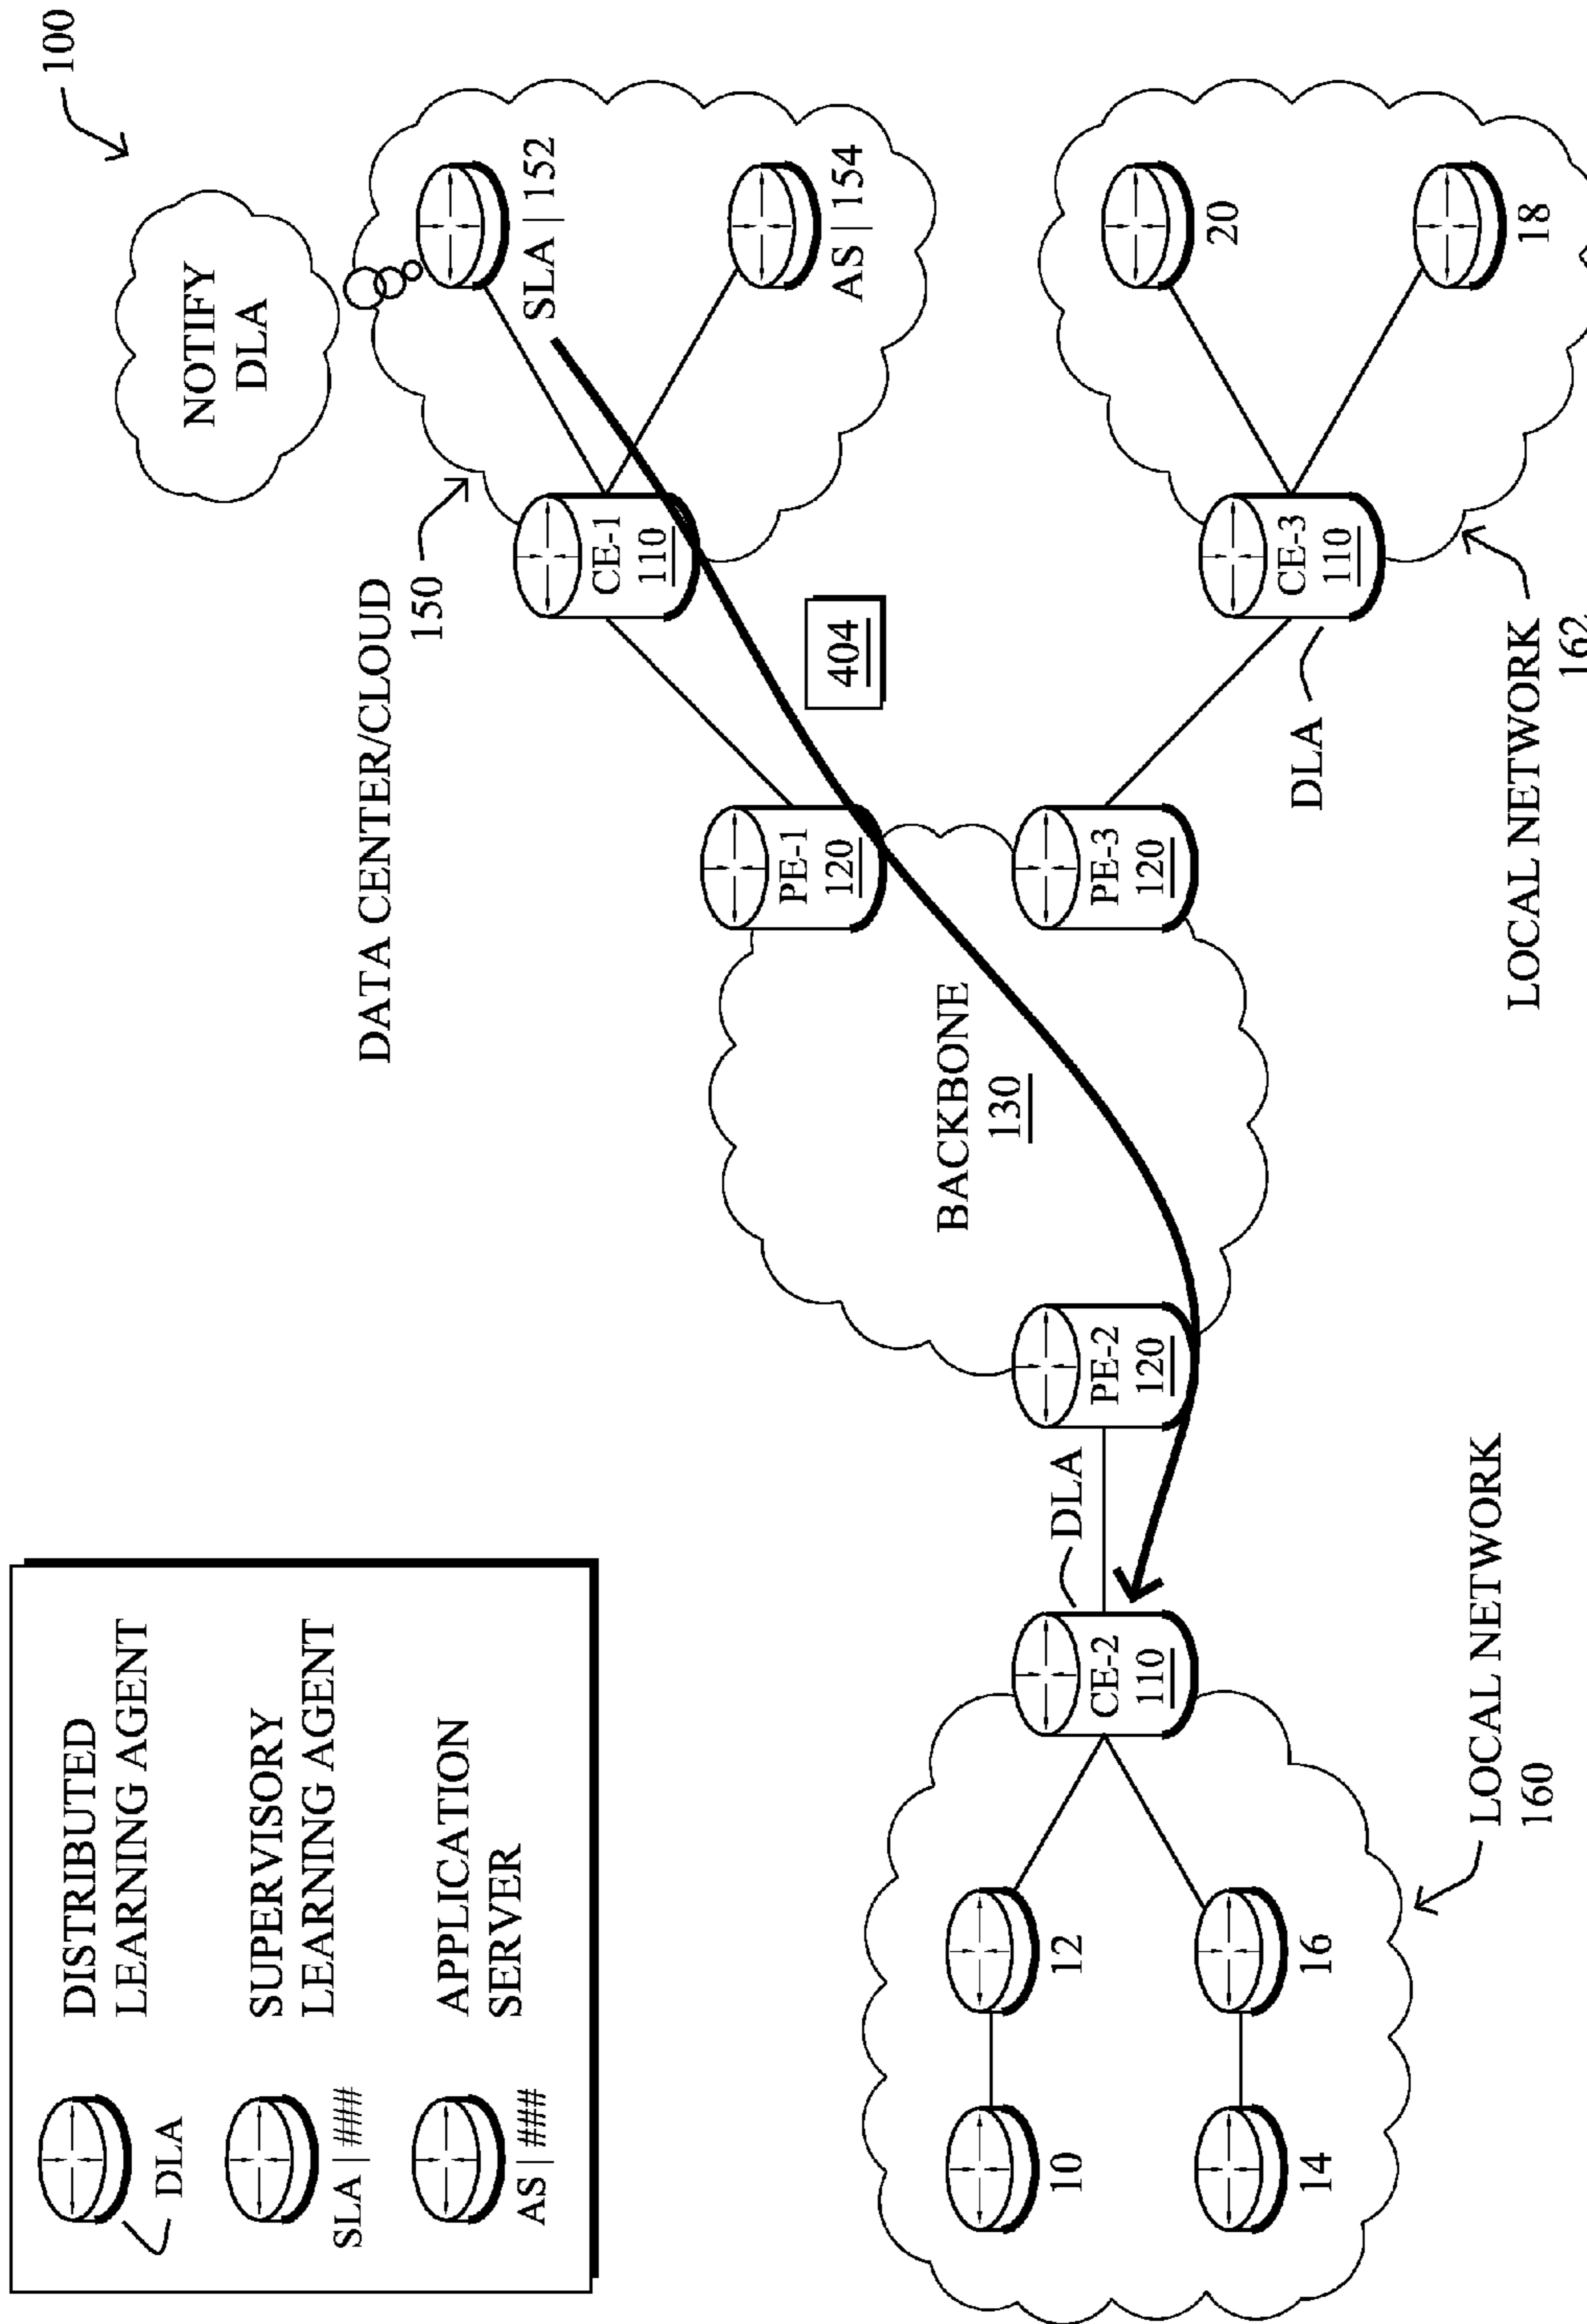 DISTRIBUTED
LEARNING AGENT
DLA
SUPERVISORY
LEARNING AGENT
SLA | ###
APPLICATION
SERVER
AS | ###
100
NOTIFY
DLA
DATA CENTER/CLOUD
150
SLA | 152
AS | 154
CE-1
110
404
PE-1
120
BACKBONE
130
PE-2
120
PE-3
120
DLA
CE-2
110
12
10
16
14
LOCAL NETWORK
160
DLA
CE-3
110
20
18
LOCAL NETWORK
162